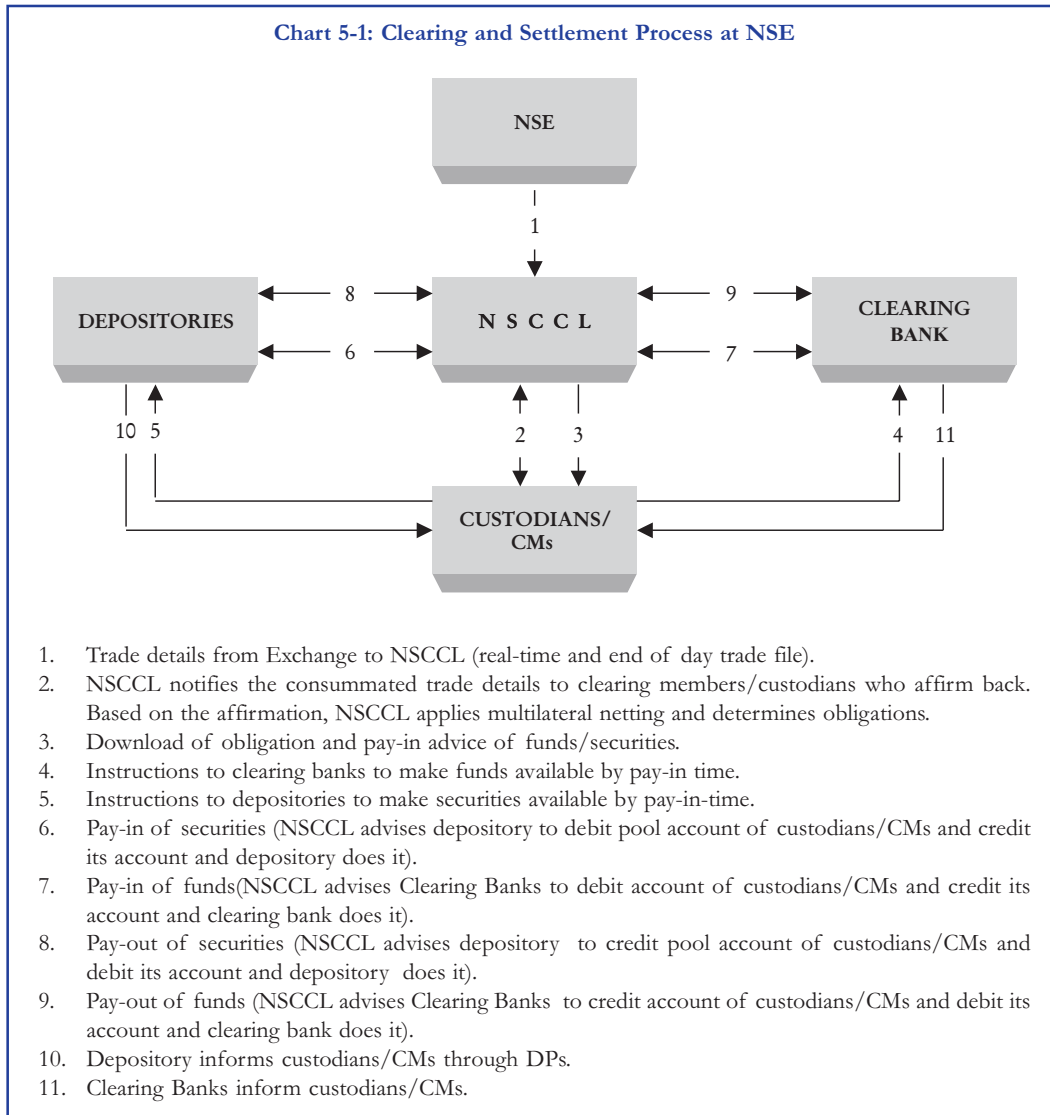 Chart 5-1: Clearing and Settlement Process at NSE
NSE
1
DEPOSITORIES
8
6
N S C C L
9
7
CLEARING
BANK
10
5
2
3
4
11
CUSTODIANS/
CMs
1. Trade details from Exchange to NSCCL (real-time and end of day trade file).
2. NSCCL notifies the consummated trade details to clearing members/custodians who affirm back.
Based on the affirmation, NSCCL applies multilateral netting and determines obligations.
3. Download of obligation and pay-in advice of funds/securities.
4. Instructions to clearing banks to make funds available by pay-in time.
5. Instructions to depositories to make securities available by pay-in-time.
6. Pay-in of securities (NSCCL advises depository to debit pool account of custodians/CMs and credit
its account and depository does it).
7. Pay-in of funds(NSCCL advises Clearing Banks to debit account of custodians/CMs and credit its
account and clearing bank does it).
8. Pay-out of securities (NSCCL advises depository to credit pool account of custodians/CMs and
debit its account and depository does it).
9. Pay-out of funds (NSCCL advises Clearing Banks to credit account of custodians/CMs and debit its
account and clearing bank does it).
10. Depository informs custodians/CMs through DPs.
11. Clearing Banks inform custodians/CMs.